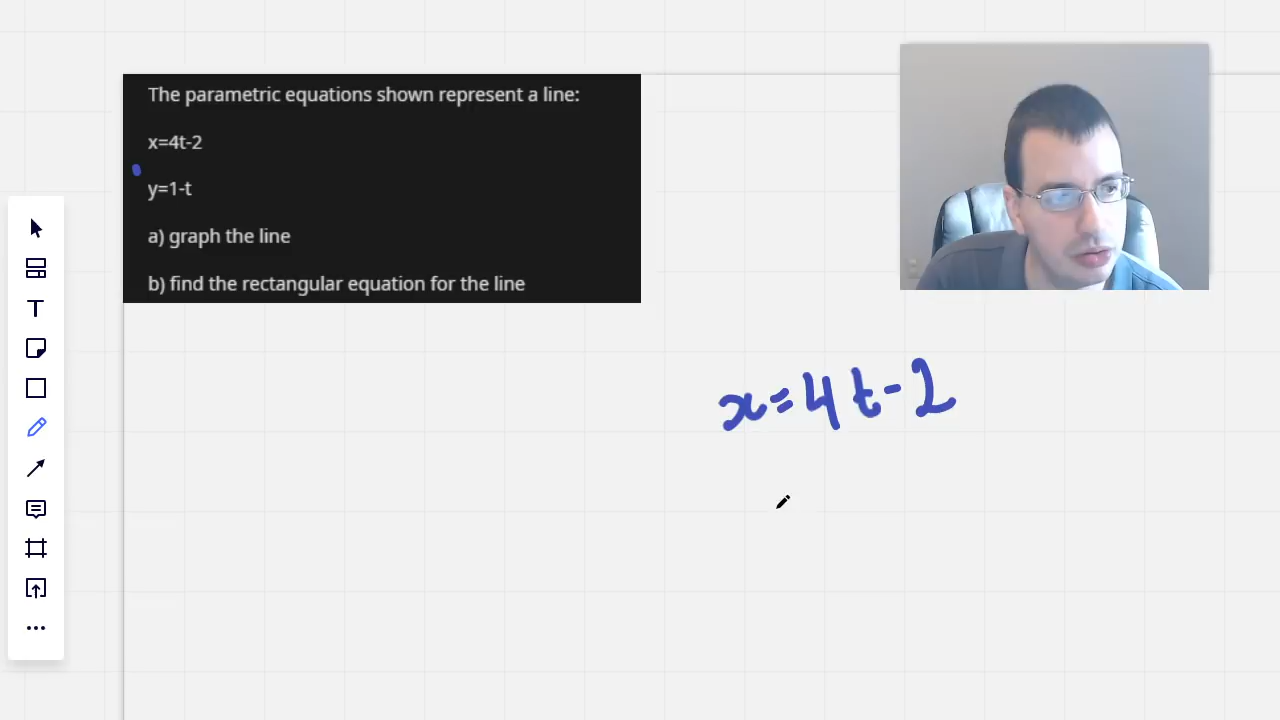 The parametric equations shown represent a line:
x=4t-2
y=1-t
a) graph the line
b) find the rectangular equation for the line
x=4t-2
T